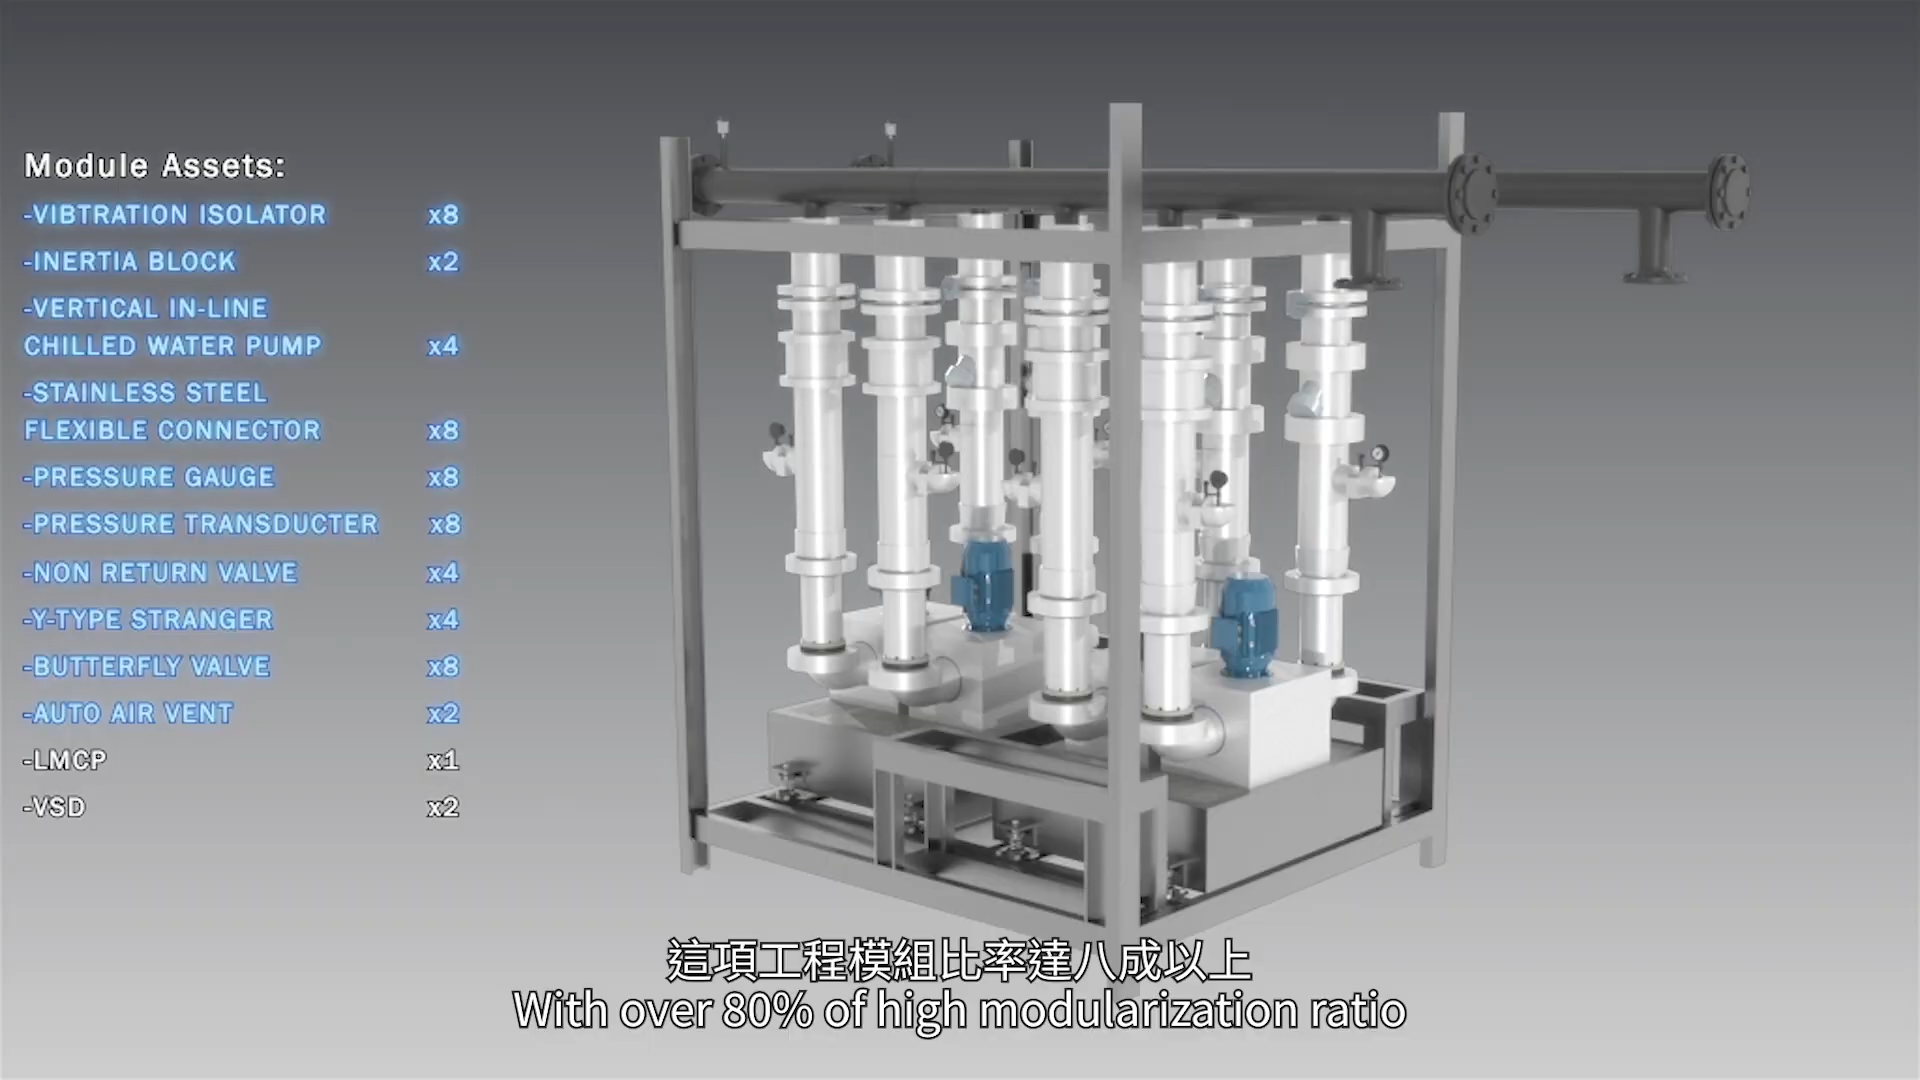 Module Assets:
-VIBTRATION ISOLATOR x8
-INERTIA BLOCK x2
-VERTICAL IN-LINE
CHILLED WATER PUMP x4
-STAINLESS STEEL
FLEXIBLE CONNECTOR x8
-PRESSURE GAUGE x8
-PRESSURE TRANSDUCTER x8
-NON RETURN VALVE x4
-Y-TYPE STRANGER x4
-BUTTERFLY VALVE x8
-AUTO AIR VENT x2
-LMCP x1
-VSD x2
這項工程模組比率達八成以上
With over 80% of high modularization ratio